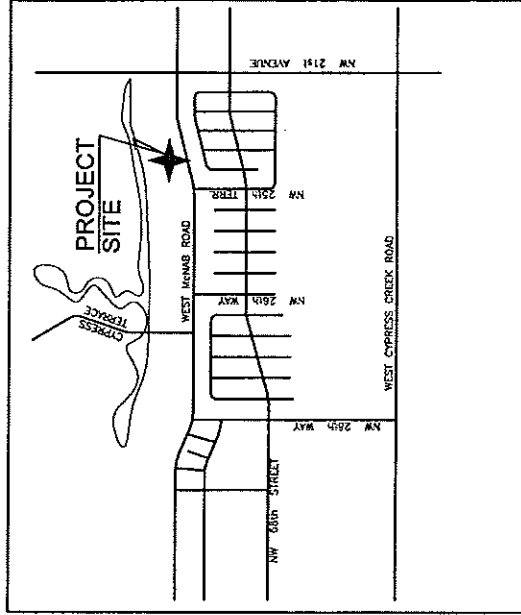 NW 21st AVENUE
PROJECT
SITE
NW 25th
TERR.
WEST McNAB ROAD
CYPRESS
TERRACE
NW 26th
WAY
WEST CYPRESS CREEK ROAD
NW 28th WAY
NW 68th STREET